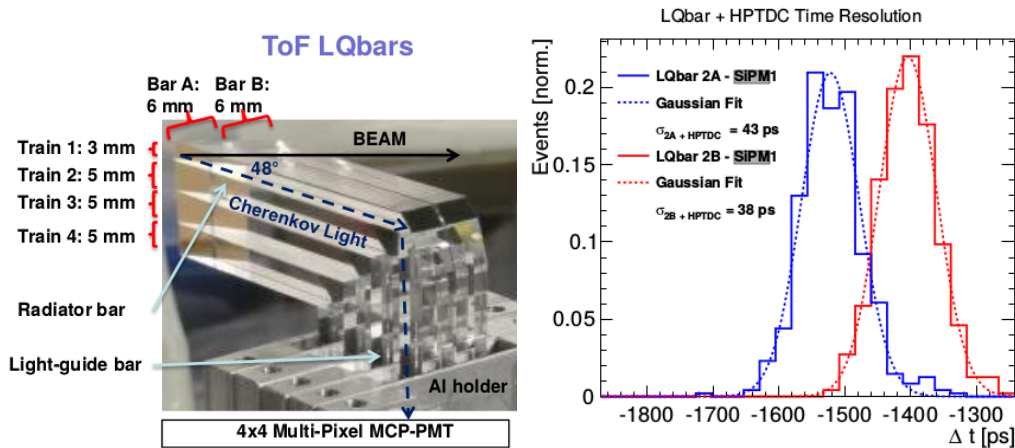 ToF LQbars
Bar A:
6 mm
Bar B:
6 mm
Train 1: 3 mm
Train 2: 5 mm
Train 3: 5 mm
Train 4: 5 mm
BEAM
48°
Cherenkov Light
Radiator bar
Light-guide bar
Al holder
4x4 Multi-Pixel MCP-PMT
LQbar + HPTDC Time Resolution
Events [norm.]
0.2
0.15
0.1
0.05
0
LQbar 2A - SiPM1
Gaussian Fit
σ2A + HPTDC = 43 ps
LQbar 2B - SiPM1
Gaussian Fit
σ2B + HPTDC = 38 ps
-1800 -1700 -1600 -1500 -1400 -1300
Δ t [ps]